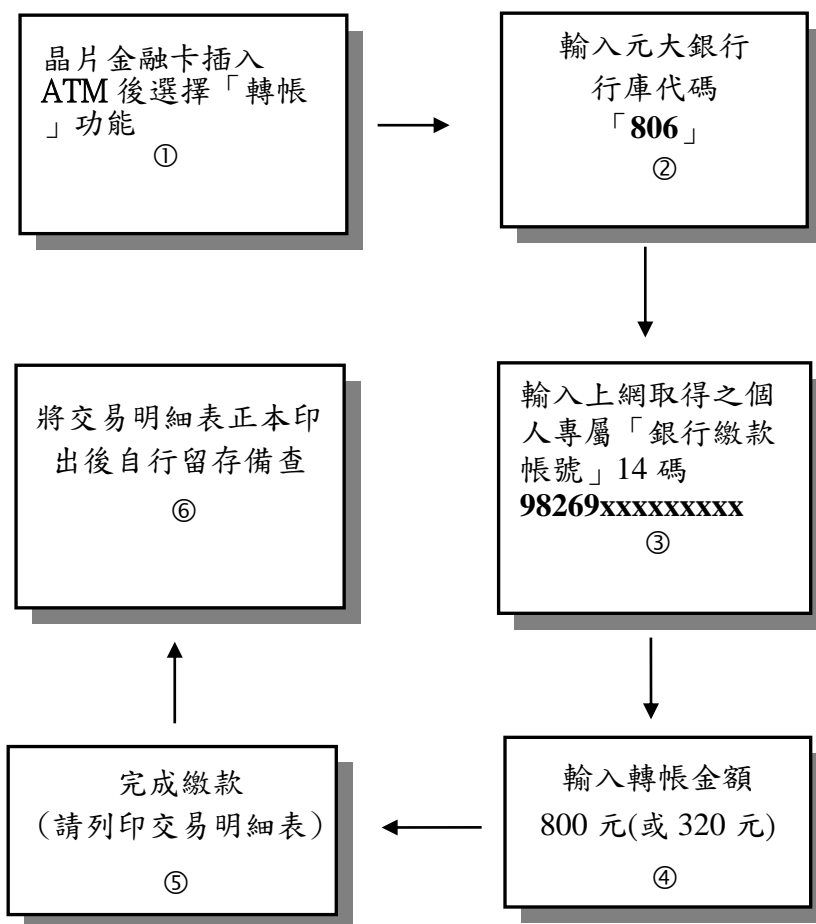 晶片金融卡插入
ATM 後選擇「轉帳
」功能
①
輸入元大銀行
行庫代碼
「806」
②
輸入上網取得之個
人專屬「銀行繳款
帳號」14 碼
98269xxxxxxxxx
③
輸入轉帳金額
800 元(或 320 元)
④
完成繳款
（請列印交易明細表）
⑤
將交易明細表正本印
出後自行留存備查
⑥